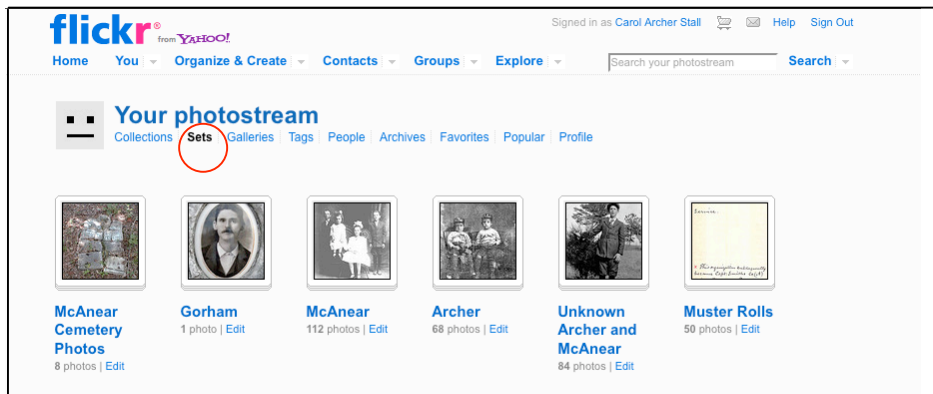 flickr® from YAHOO!
Signed in as Carol Archer Stall Help Sign Out
Home You Organize & Create Contacts Groups Explore Search your photostream Search
Your photostream
Collections Sets Galleries Tags People Archives Favorites Popular Profile
McAnear Cemetery Photos
8 photos | Edit
Gorham
1 photo | Edit
McAnear
112 photos | Edit
Archer
68 photos | Edit
Unknown Archer and McAnear
84 photos | Edit
Muster Rolls
50 photos | Edit